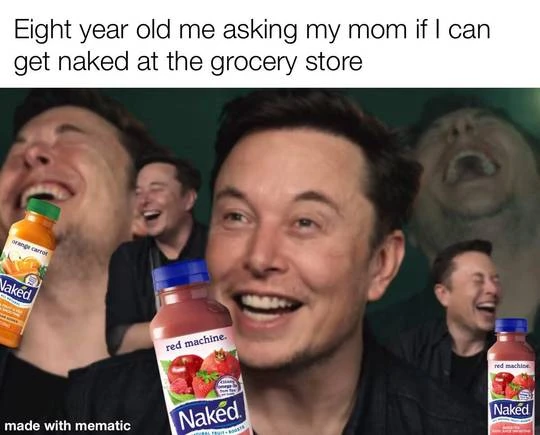 Eight year old me asking my mom if I can
get naked at the grocery store
orange carrot
Naked
red machine.
Naked.
red machine.
Naked.
made with mematic